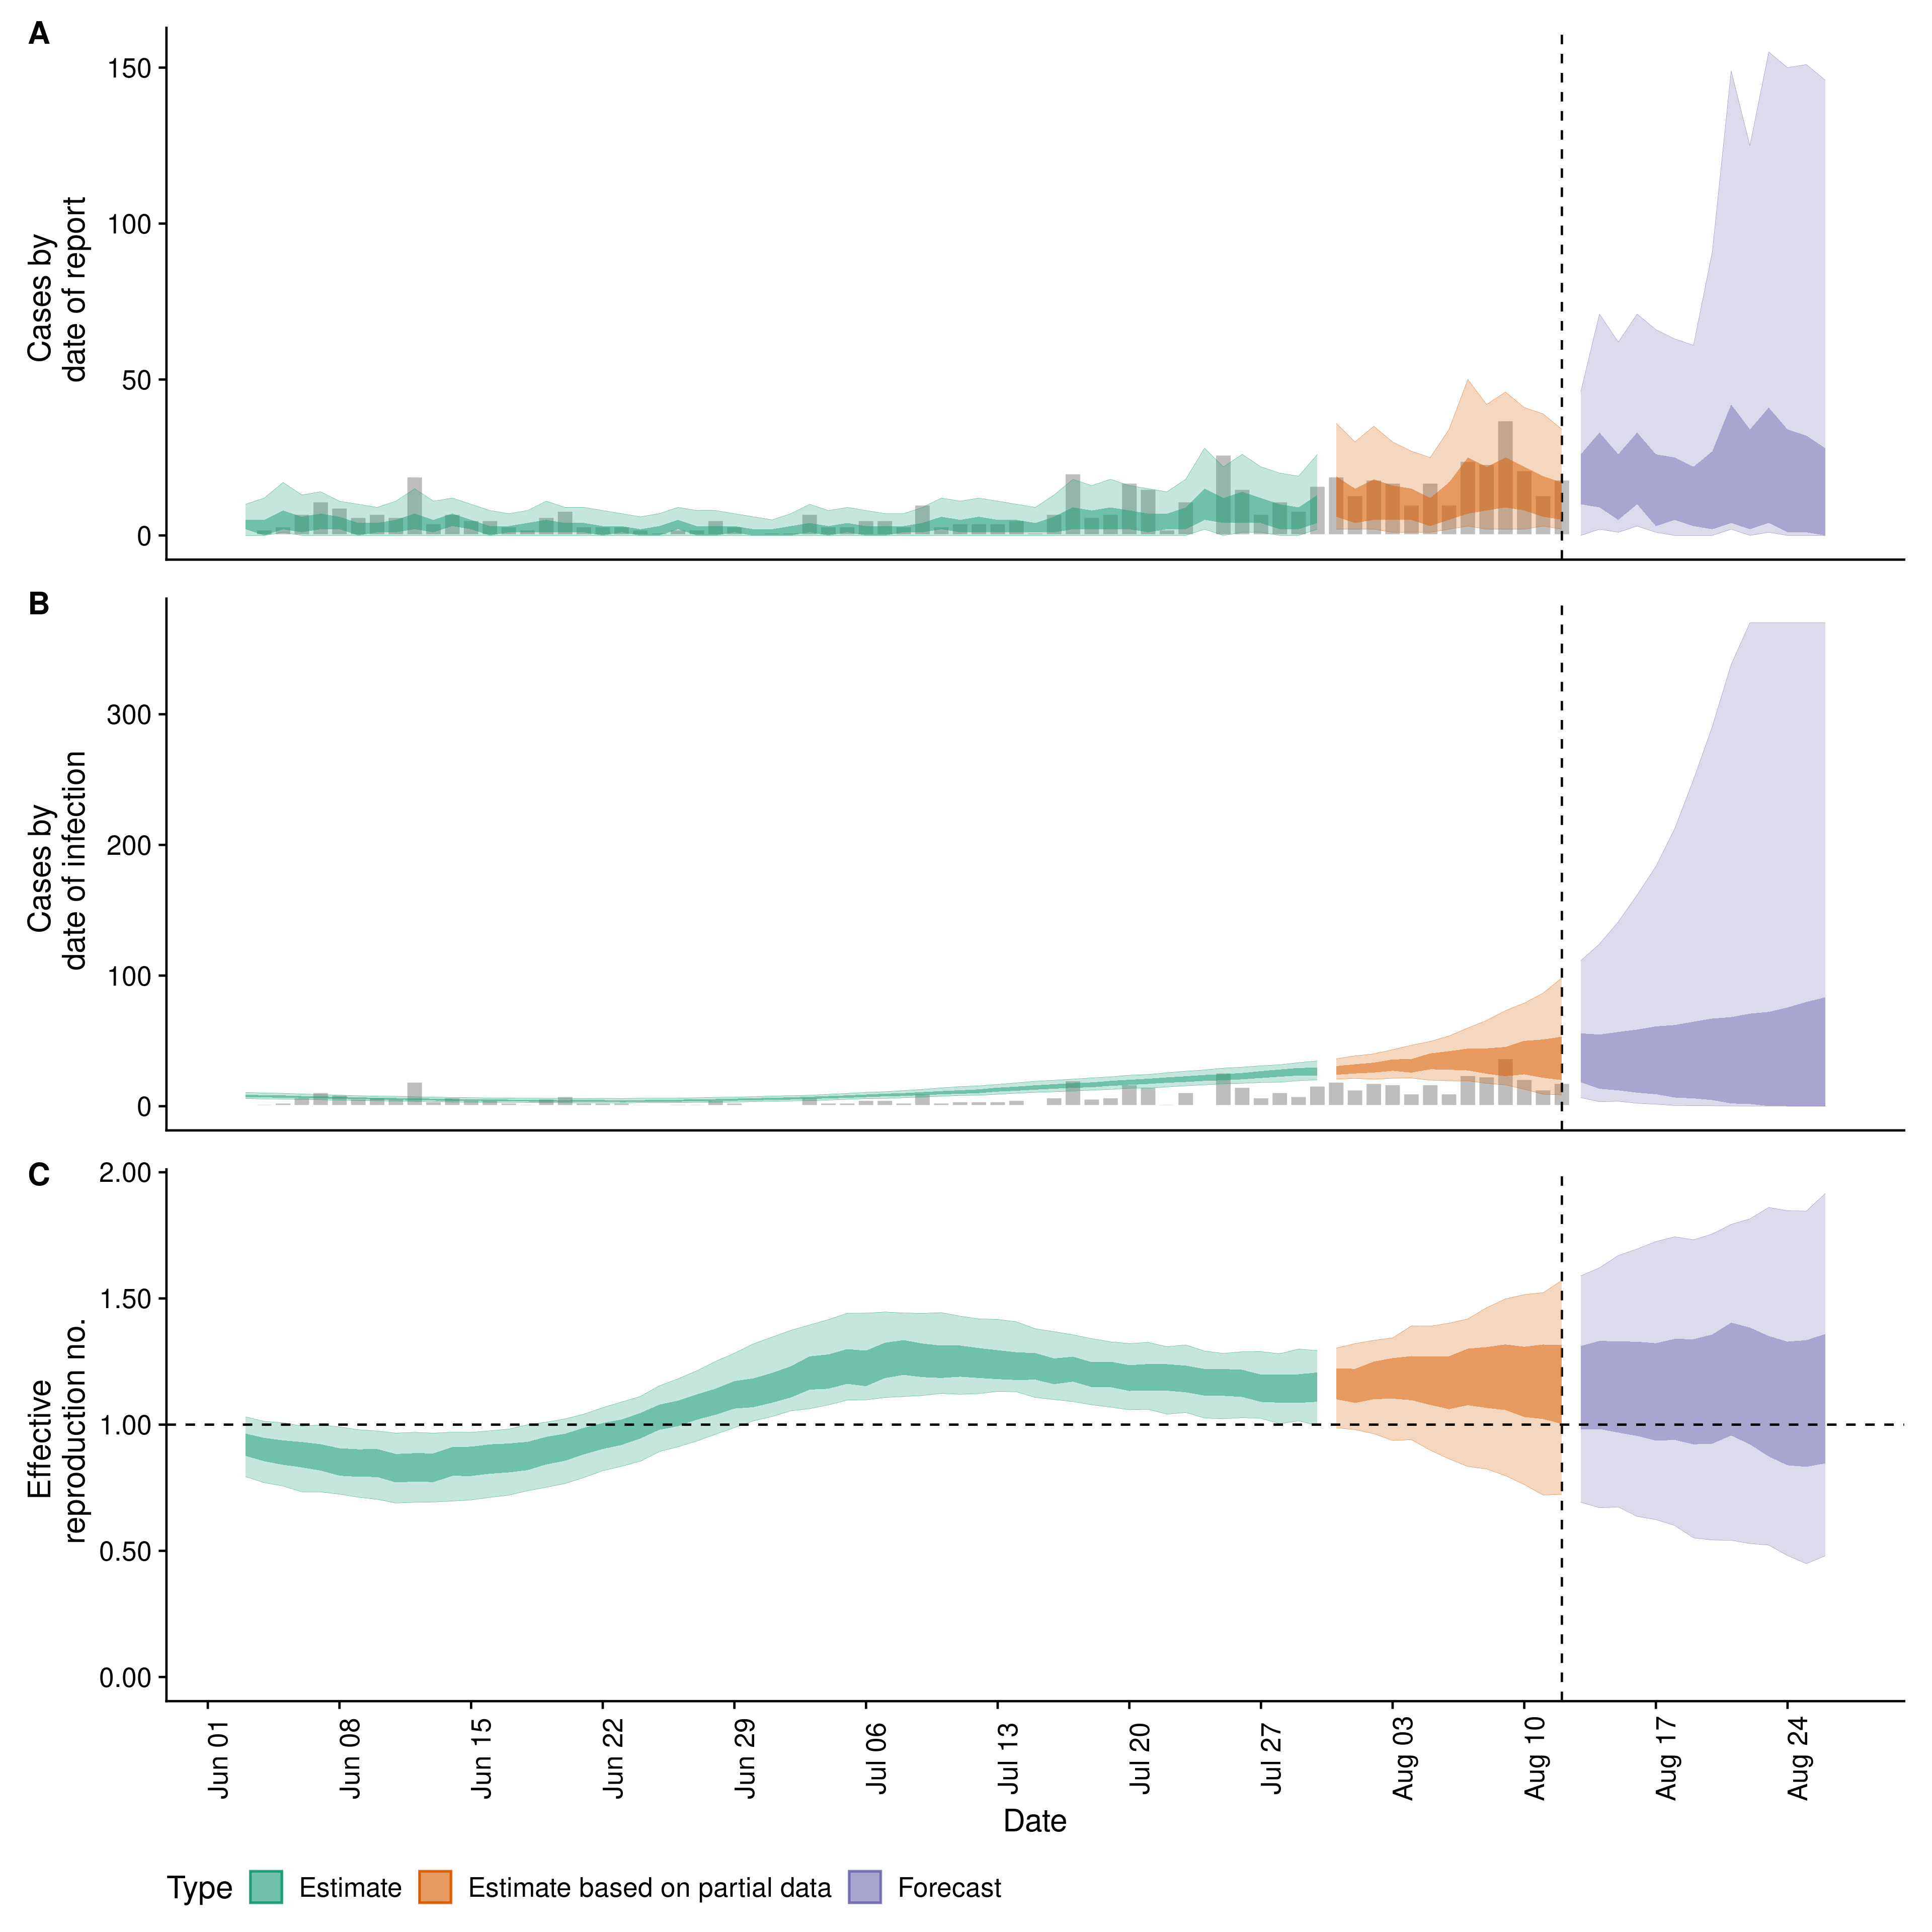 A
150
100
50
0
Cases by
date of report
B
300
200
100
0
Cases by
date of infection
C
2.00
1.50
1.00
0.50
0.00
Effective
reproduction no.
Jun 01
Jun 08
Jun 15
Jun 22
Jun 29
Jul 06
Jul 13
Jul 20
Jul 27
Aug 03
Aug 10
Aug 17
Aug 24
Date
Type Estimate Estimate based on partial data Forecast